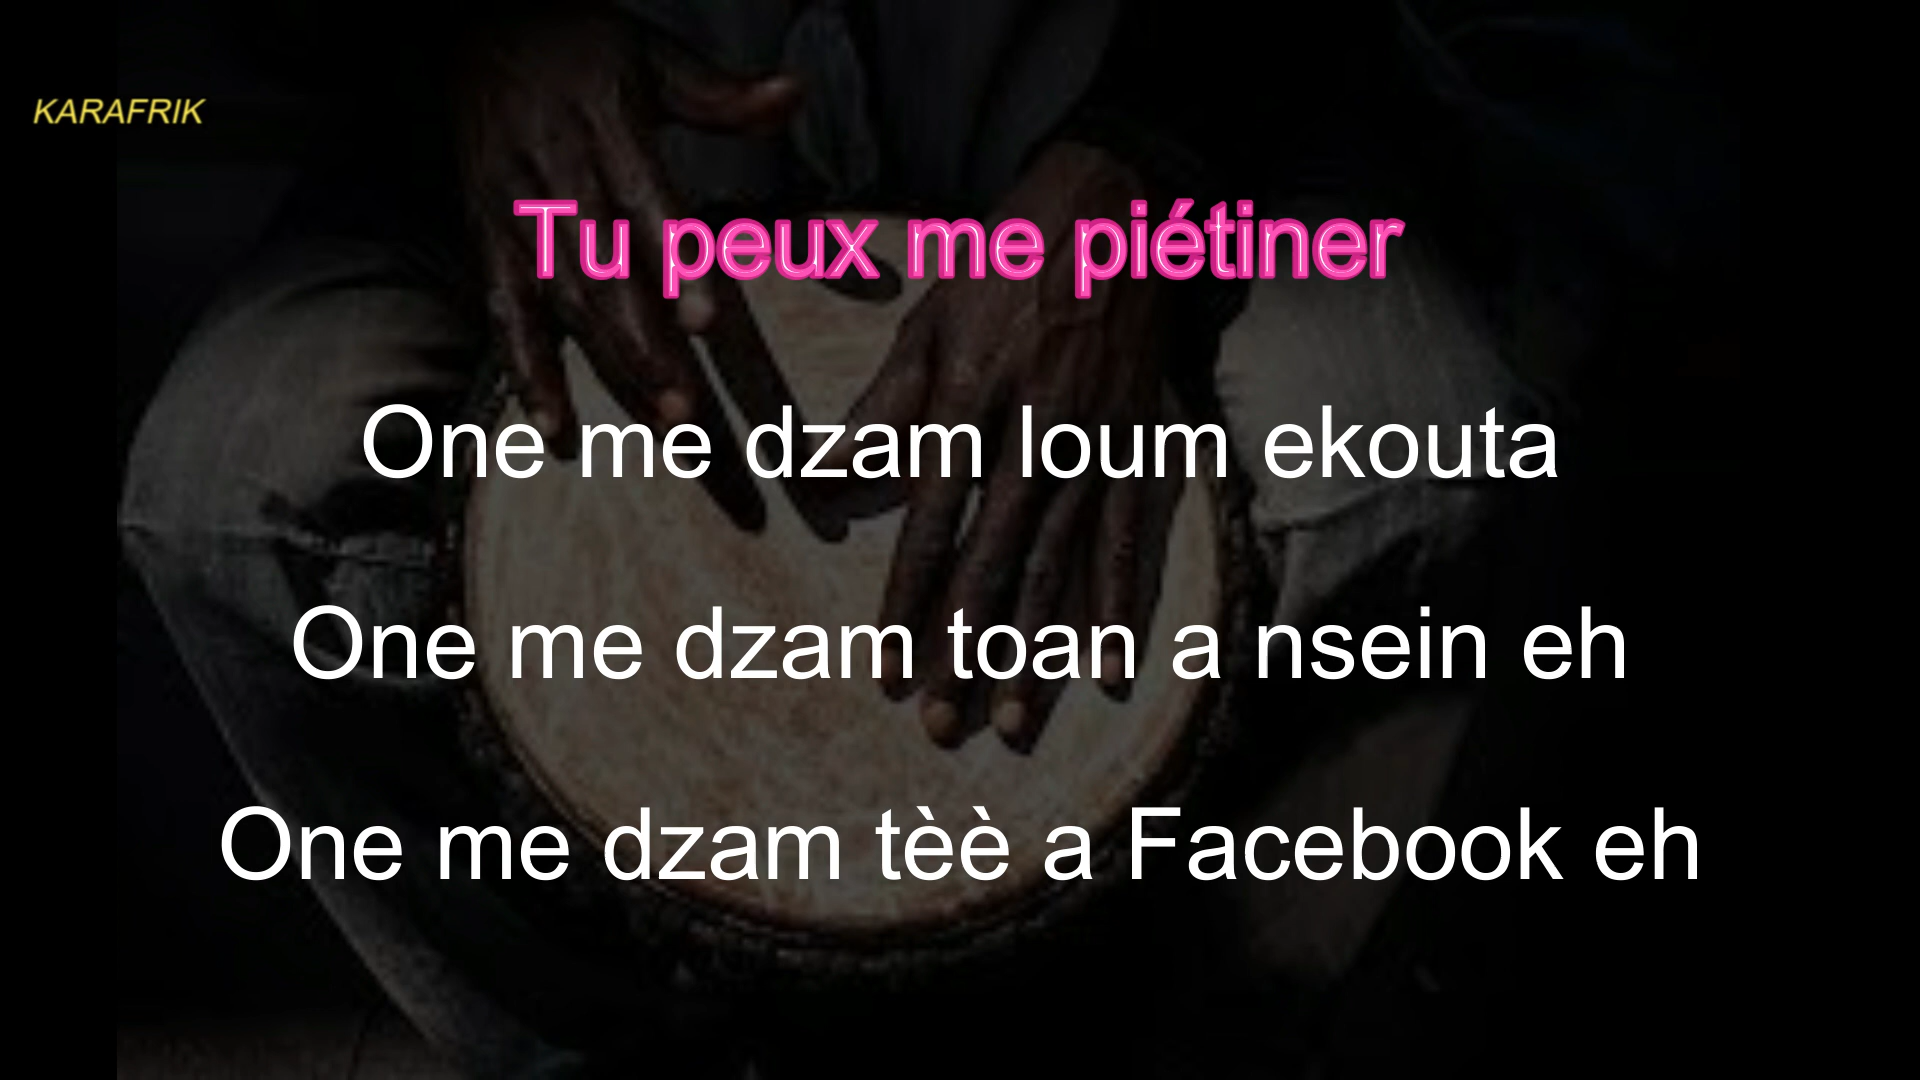 KARAFRIK
Tu peux me piétiner
One me dzam loum ekouta
One me dzam toan a nsein eh
One me dzam tèè a Facebook eh